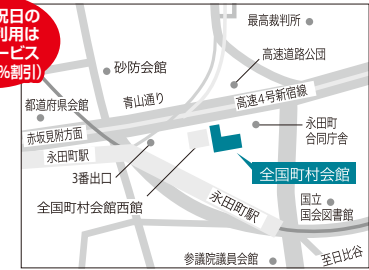 祝日の
利用は
ービス
%割引)
最高裁判所
高速道路公団
砂防会館
都道府県会館
青山通り
高速4号新宿線
赤坂見附方面
永田町駅
永田町
合同庁舎
3番出口
全国町村会館
全国町村会館西館
永田町駅
国立
国会図書館
参議院議員会館
至日比谷